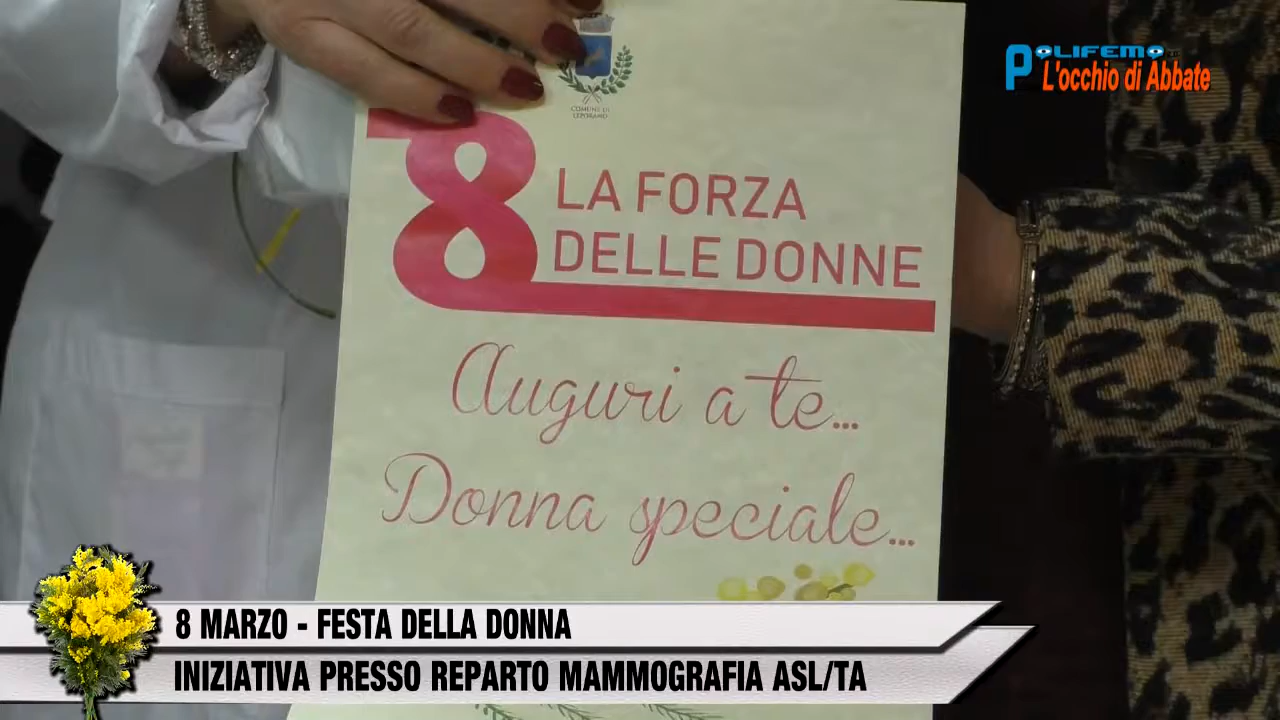 POLIFEMO
L'occhio di Abbate
COMUNE DI
LEPORANO
8 LA FORZA
DELLE DONNE
Auguri a te...
Donna speciale...
8 MARZO - FESTA DELLA DONNA
INIZIATIVA PRESSO REPARTO MAMMOGRAFIA ASL/TA